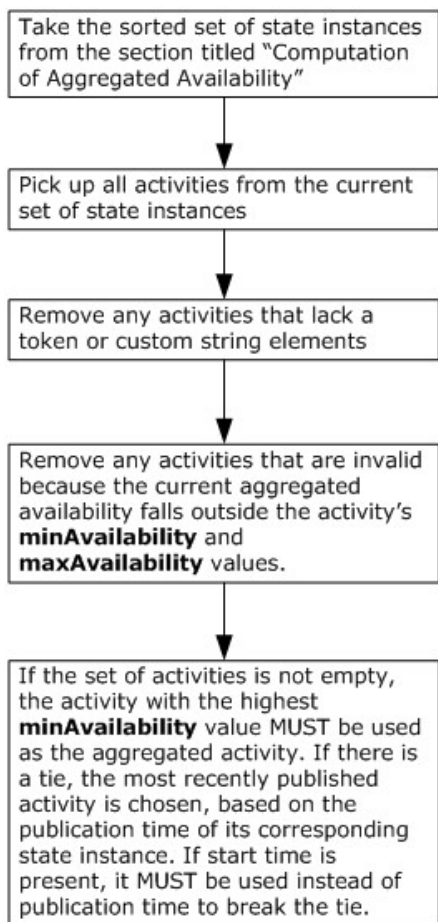 Take the sorted set of state instances
from the section titled “Computation
of Aggregated Availability”
Pick up all activities from the current
set of state instances
Remove any activities that lack a
token or custom string elements
Remove any activities that are invalid
because the current aggregated
availability falls outside the activity’s
minAvailability and
maxAvailability values.
If the set of activities is not empty,
the activity with the highest
minAvailability value MUST be used
as the aggregated activity. If there is
a tie, the most recently published
activity is chosen, based on the
publication time of its corresponding
state instance. If start time is
present, it MUST be used instead of
publication time to break the tie.